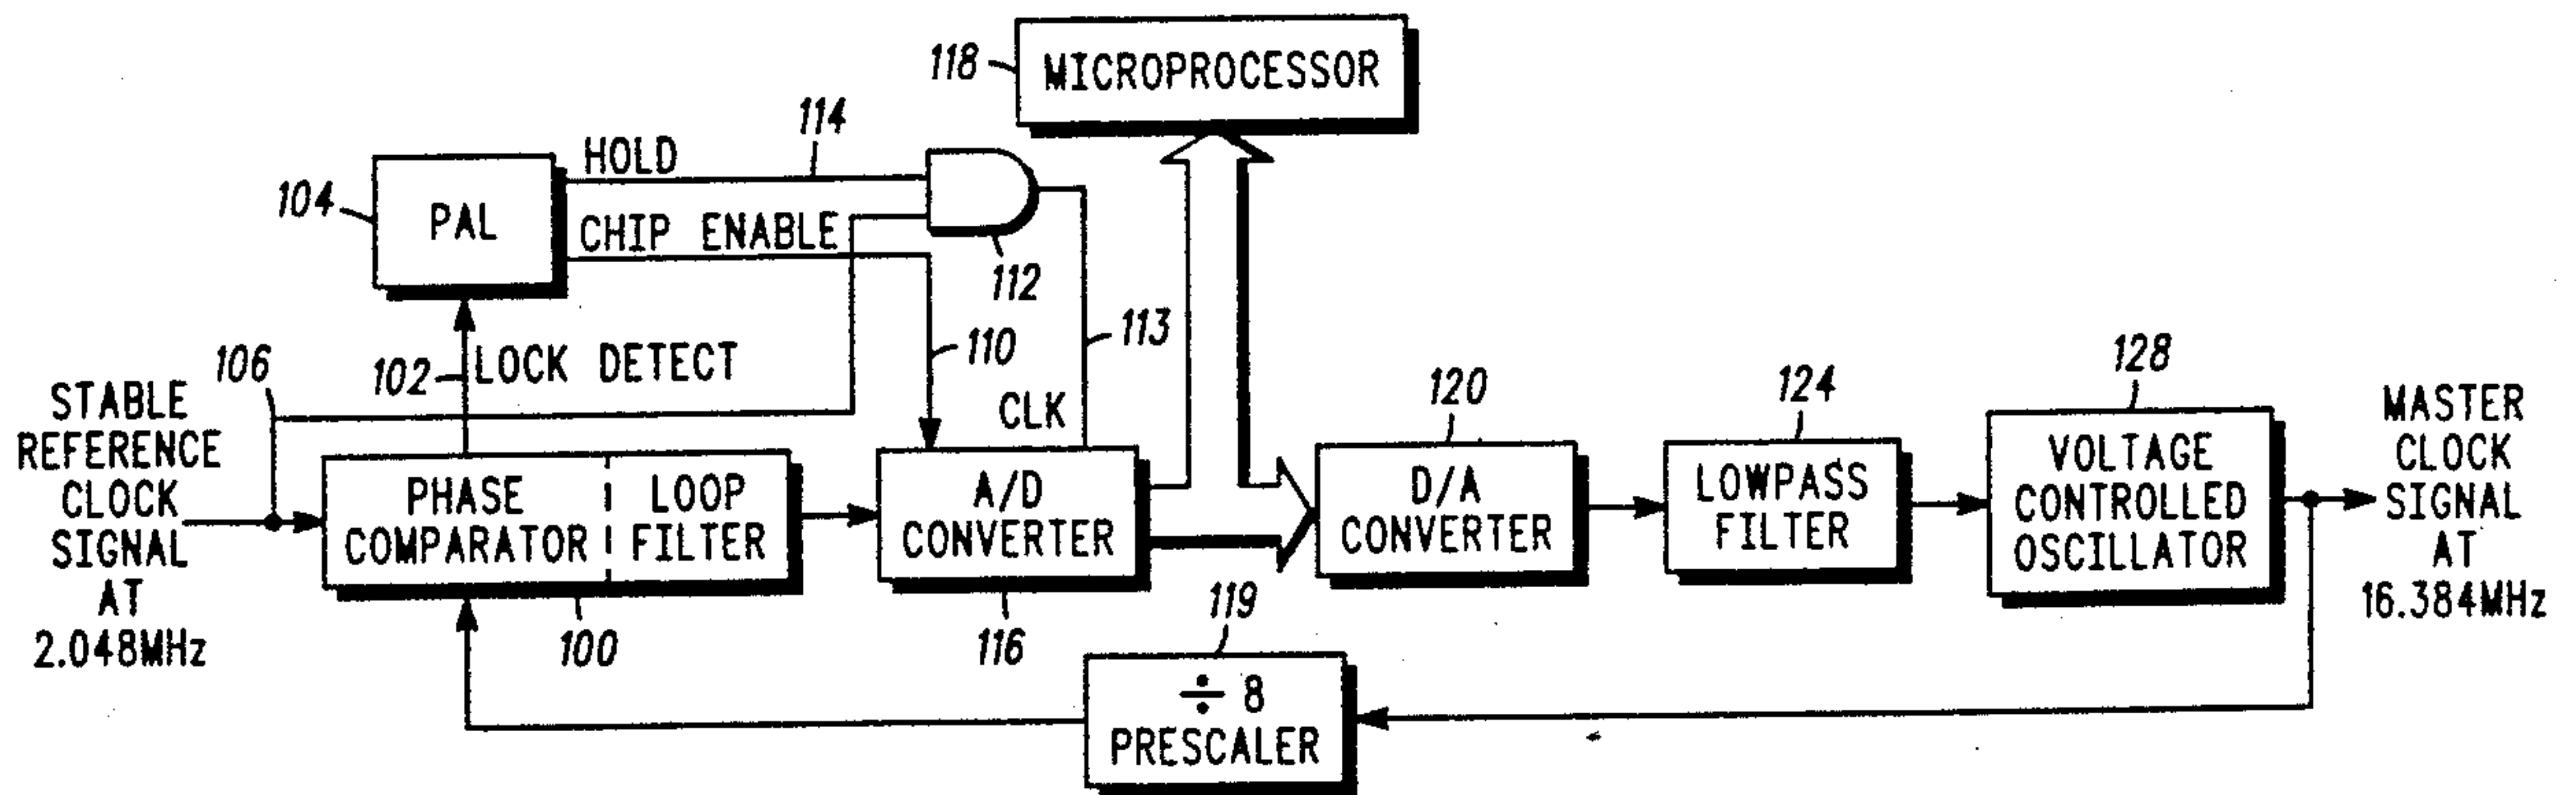 118
MICROPROCESSOR
114
HOLD
104
PAL
CHIP ENABLE
112
113
110
106
102
LOCK DETECT
CLK
STABLE
REFERENCE
CLOCK
SIGNAL
AT
2.048MHz
PHASE
COMPARATOR
LOOP
FILTER
100
A/D
CONVERTER
116
120
D/A
CONVERTER
124
LOWPASS
FILTER
128
VOLTAGE
CONTROLLED
OSCILLATOR
MASTER
CLOCK
SIGNAL
AT
16.384MHz
119
÷ 8
PRESCALER